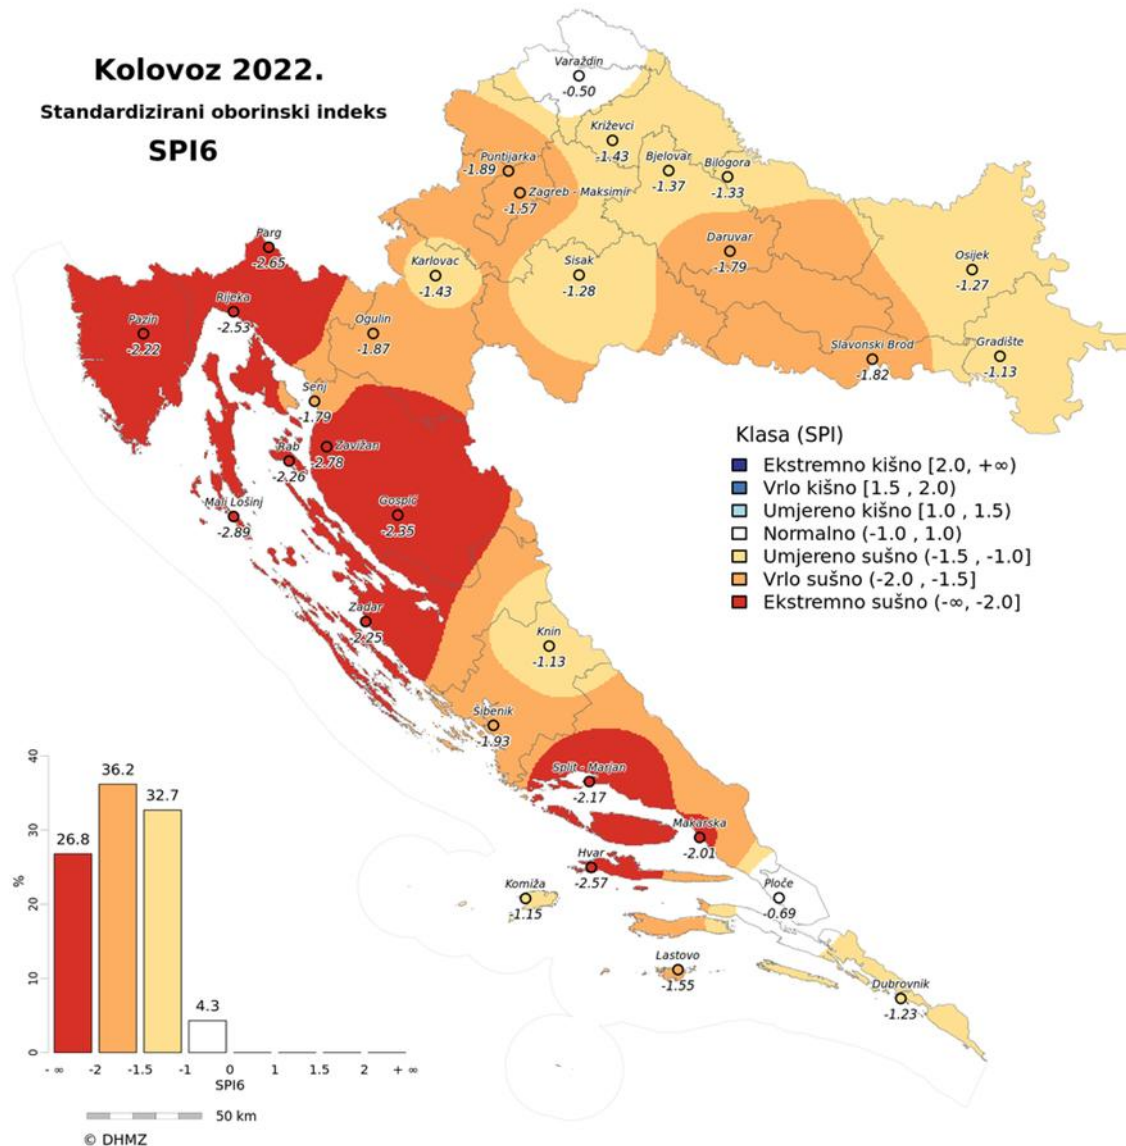 Kolovoz 2022.
Standardizirani oborinski indeks
SPI6
Varaždin
-0.50
Križevci
-1.43
Puntijarka
-1.89
Bjelovar
-1.37
Bilogora
-1.33
Zagreb - Maksimir
-1.57
Parg
-2.65
Karlovac
-1.43
Sisak
-1.28
Daruvar
-1.79
Osijek
-1.27
Rijeka
-2.53
Pazin
-2.22
Ogulin
-1.87
Slavonski Brod
-1.82
Gradište
-1.13
Senj
-1.79
Zavižan
-2.78
Rab
-2.26
Mali Lošinj
-2.89
Gospić
-2.35
Klasa (SPI)
Ekstremno kišno [2.0, +∞)
Vrlo kišno [1.5 , 2.0)
Umjereno kišno [1.0 , 1.5)
Normalno (-1.0 , 1.0)
Umjereno sušno (-1.5 , -1.0]
Vrlo sušno (-2.0 , -1.5]
Ekstremno sušno (-∞, -2.0]
Zadar
-2.25
Knin
-1.13
Šibenik
-1.93
Split - Marjan
-2.17
Makarska
-2.01
Hvar
-2.57
Komiža
-1.15
Ploče
-0.69
Lastovo
-1.55
Dubrovnik
-1.23
40
30
20
10
0
%
26.8
36.2
32.7
4.3
- ∞ -2 -1.5 -1 0 1 1.5 2 + ∞
SPI6
50 km
© DHMZ